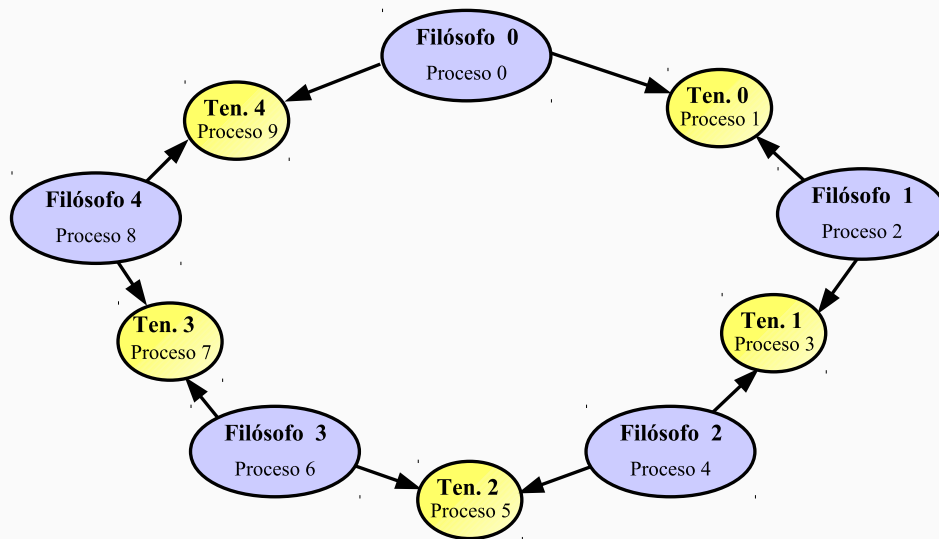 Filósofo 0
Proceso 0
Ten. 4
Proceso 9
Ten. 0
Proceso 1
Filósofo 4
Proceso 8
Filósofo 1
Proceso 2
Ten. 3
Proceso 7
Ten. 1
Proceso 3
Filósofo 3
Proceso 6
Filósofo 2
Proceso 4
Ten. 2
Proceso 5